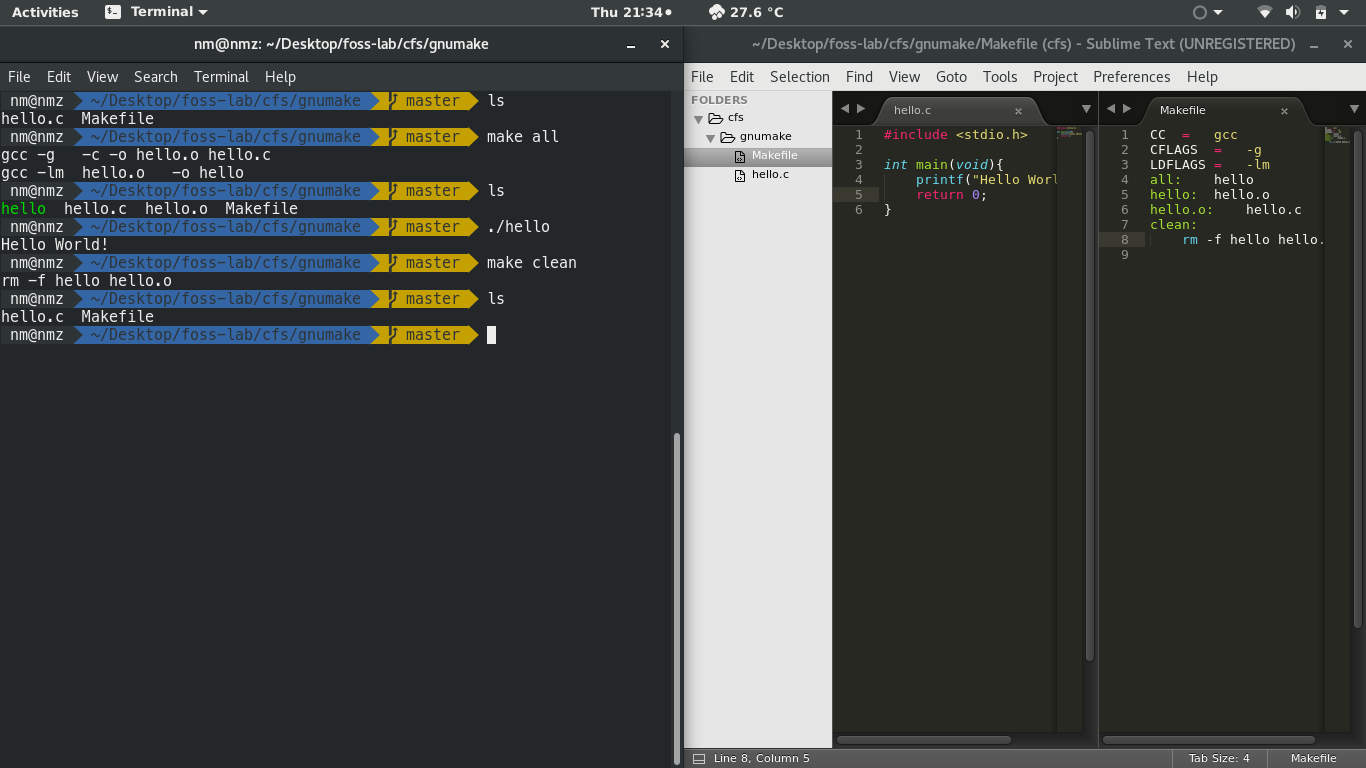 Activities Terminal Thu 21:34 27.6 °C
nm@nmz: ~/Desktop/foss-lab/cfs/gnumake
File Edit View Search Terminal Help
nm@nmz ~/Desktop/foss-lab/cfs/gnumake master ls
hello.c  Makefile
nm@nmz ~/Desktop/foss-lab/cfs/gnumake master make all
gcc -g   -c -o hello.o hello.c
gcc -lm  hello.o   -o hello
nm@nmz ~/Desktop/foss-lab/cfs/gnumake master ls
hello  hello.c  hello.o  Makefile
nm@nmz ~/Desktop/foss-lab/cfs/gnumake master ./hello
Hello World!
nm@nmz ~/Desktop/foss-lab/cfs/gnumake master make clean
rm -f hello hello.o
nm@nmz ~/Desktop/foss-lab/cfs/gnumake master ls
hello.c  Makefile
nm@nmz ~/Desktop/foss-lab/cfs/gnumake master
~/Desktop/foss-lab/cfs/gnumake/Makefile (cfs) - Sublime Text (UNREGISTERED)
File Edit Selection Find View Goto Tools Project Preferences Help
FOLDERS
cfs
gnumake
Makefile
hello.c
hello.c
1 #include <stdio.h>
2
3 int main(void){
4     printf("Hello Worl
5     return 0;
6 }
Makefile
1 CC  =   gcc
2 CFLAGS  =   -g
3 LDFLAGS =   -lm
4 all:    hello
5 hello:  hello.o
6 hello.o:    hello.c
7 clean:
8     rm -f hello hello.
9
Line 8, Column 5 Tab Size: 4 Makefile